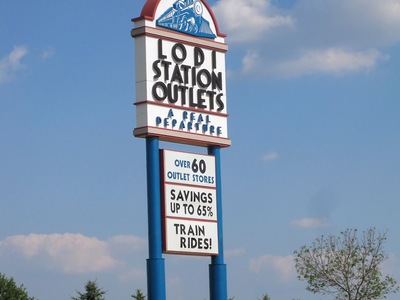 LODI
STATION
OUTLETS
A REAL
DEPARTURE
OVER 60
OUTLET STORES
SAVINGS
UP TO 65%
TRAIN
RIDES!